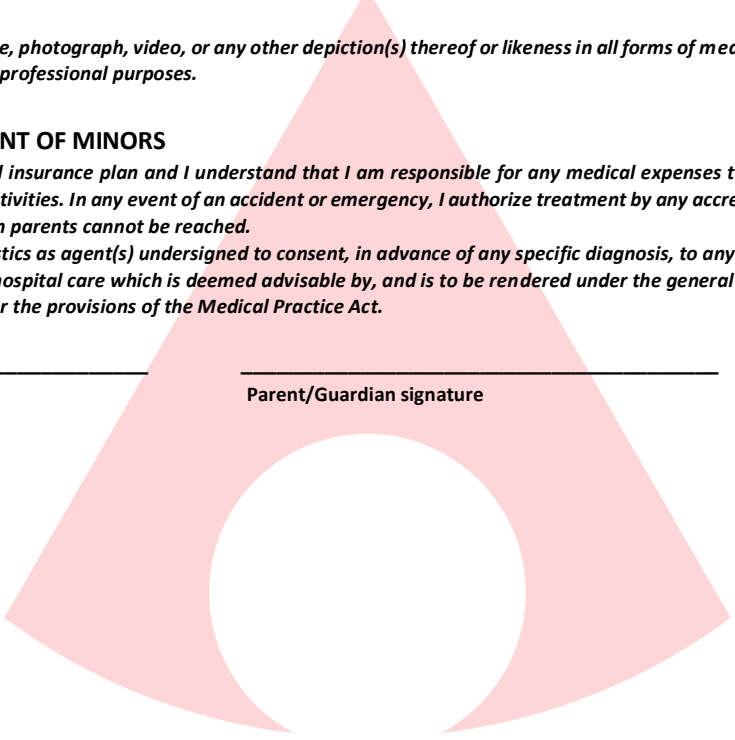 e, photograph, video, or any other depiction(s) thereof or likeness in all forms of med
professional purposes.
NT OF MINORS
l insurance plan and I understand that I am responsible for any medical expenses t
tivities. In any event of an accident or emergency, I authorize treatment by any accre
n parents cannot be reached.
stics as agent(s) undersigned to consent, in advance of any specific diagnosis, to any
hospital care which is deemed advisable by, and is to be rendered under the general
r the provisions of the Medical Practice Act.
Parent/Guardian signature